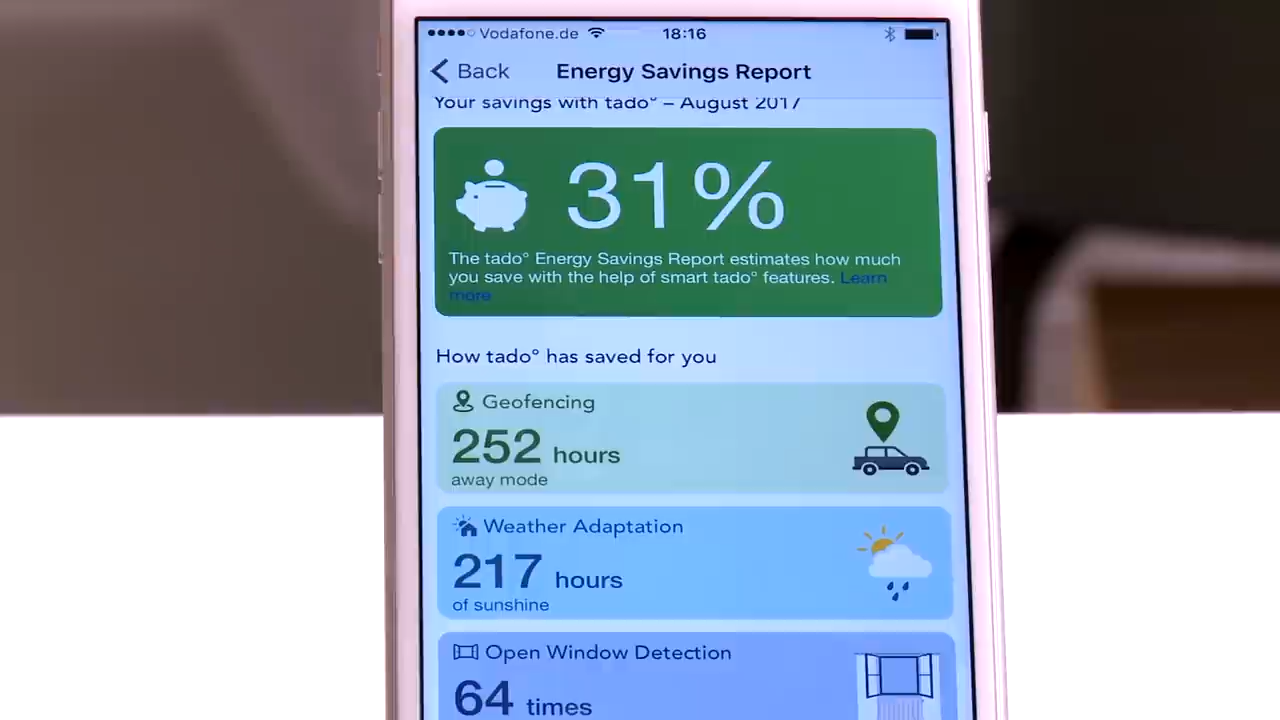 Vodafone.de 18:16
Back Energy Savings Report
Your savings with tado° – August 2017
31%
The tado° Energy Savings Report estimates how much
you save with the help of smart tado° features. Learn
more
How tado° has saved for you
Geofencing
252 hours
away mode
Weather Adaptation
217 hours
of sunshine
Open Window Detection
64 times